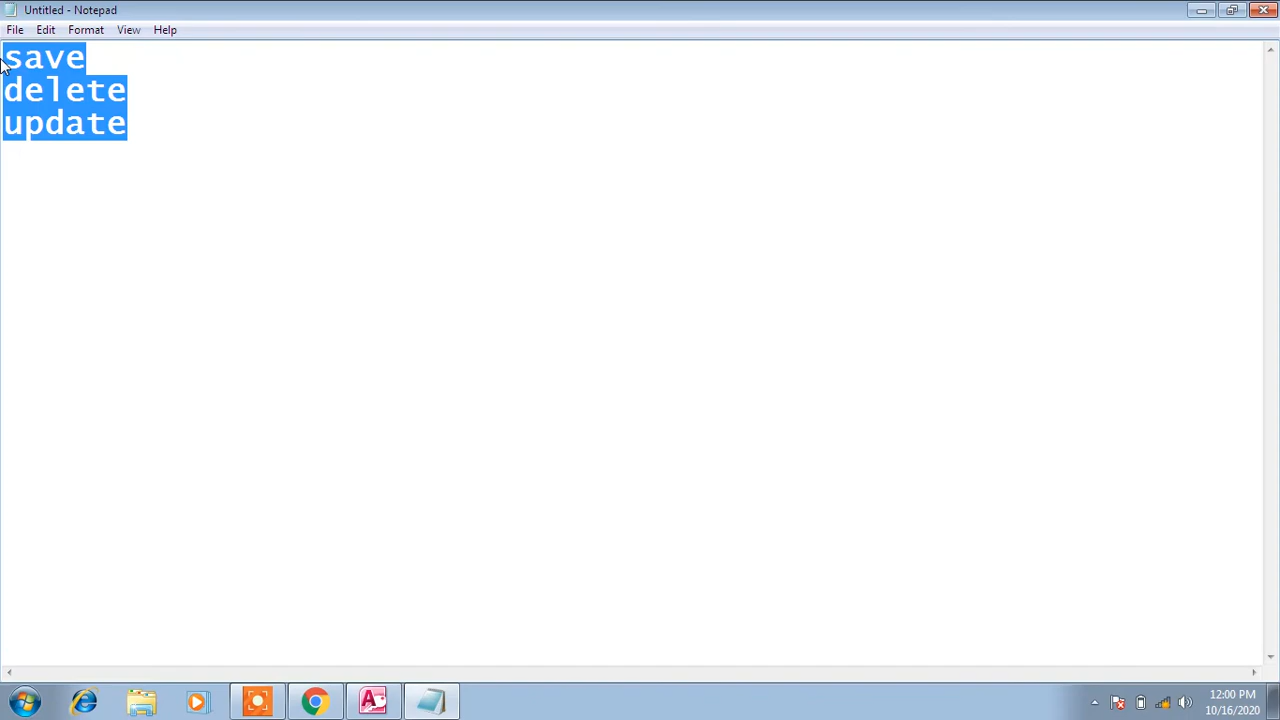 Untitled - Notepad
File Edit Format View Help
save
delete
update
12:00 PM
10/16/2020